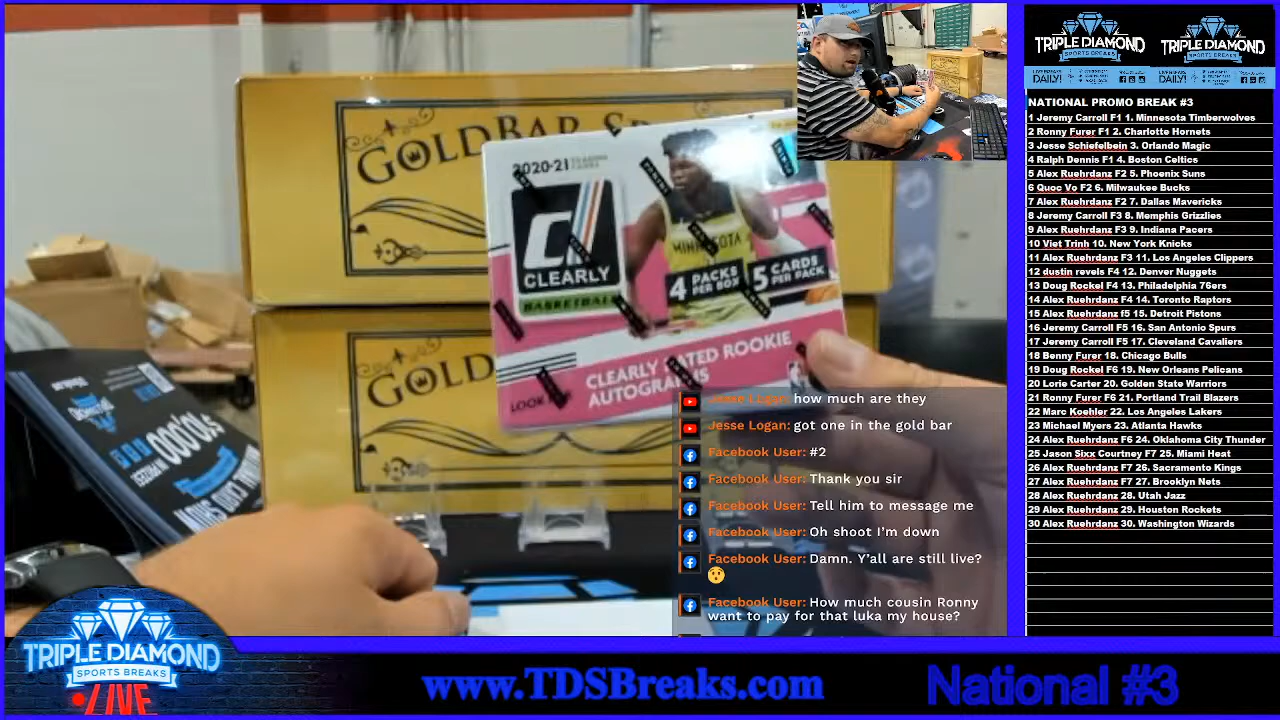 GOLDBAR
GOLD
2020-21 TRADING CARDS
CLEARLY
BASKETBALL
MINNESOTA
4 PACKS PER BOX
5 CARDS PER PACK
CLEARLY RATED ROOKIE
AUTOGRAPHS
LOOK
$10,000
CARD SHOW
Jesse Logan: how much are they
Jesse Logan: got one in the gold bar
Facebook User: #2
Facebook User: Thank you sir
Facebook User: Tell him to message me
Facebook User: Oh shoot I'm down
Facebook User: Damn. Y'all are still live?
😯
Facebook User: How much cousin Ronny
want to pay for that luka my house?
TRIPLE DIAMOND
SPORTS BREAKS
TRIPLE DIAMOND
SPORTS BREAKS
LIVE BREAKS
DAILY!
LIVE BREAKS
DAILY!
NATIONAL PROMO BREAK #3
1 Jeremy Carroll F1 1. Minnesota Timberwolves
2 Ronny Furer F1 2. Charlotte Hornets
3 Jesse Schiefelbein 3. Orlando Magic
4 Ralph Dennis F1 4. Boston Celtics
5 Alex Ruehrdanz F2 5. Phoenix Suns
6 Quoc Vo F2 6. Milwaukee Bucks
7 Alex Ruehrdanz F2 7. Dallas Mavericks
8 Jeremy Carroll F3 8. Memphis Grizzlies
9 Alex Ruehrdanz F3 9. Indiana Pacers
10 Viet Trinh 10. New York Knicks
11 Alex Ruehrdanz F3 11. Los Angeles Clippers
12 dustin revels F4 12. Denver Nuggets
13 Doug Rockel F4 13. Philadelphia 76ers
14 Alex Ruehrdanz F4 14. Toronto Raptors
15 Alex Ruehrdanz f5 15. Detroit Pistons
16 Jeremy Carroll F5 16. San Antonio Spurs
17 Jeremy Carroll F5 17. Cleveland Cavaliers
18 Benny Furer 18. Chicago Bulls
19 Doug Rockel F6 19. New Orleans Pelicans
20 Lorie Carter 20. Golden State Warriors
21 Ronny Furer F6 21. Portland Trail Blazers
22 Marc Koehler 22. Los Angeles Lakers
23 Michael Myers 23. Atlanta Hawks
24 Alex Ruehrdanz F6 24. Oklahoma City Thunder
25 Jason Sixx Courtney F7 25. Miami Heat
26 Alex Ruehrdanz F7 26. Sacramento Kings
27 Alex Ruehrdanz F7 27. Brooklyn Nets
28 Alex Ruehrdanz 28. Utah Jazz
29 Alex Ruehrdanz 29. Houston Rockets
30 Alex Ruehrdanz 30. Washington Wizards
TRIPLE DIAMOND
SPORTS BREAKS
LIVE
www.TDSBreaks.com
National #3